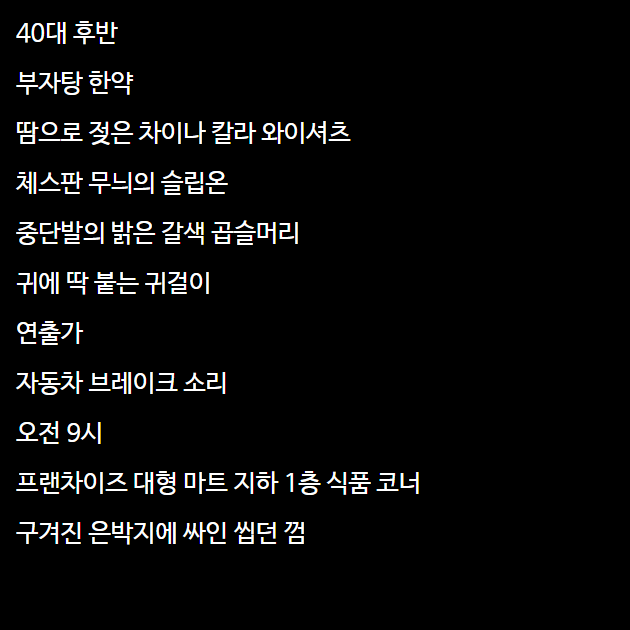 40대 후반
부자탕 한약
땀으로 젖은 차이나 칼라 와이셔츠
체스판 무늬의 슬립온
중단발의 밝은 갈색 곱슬머리
귀에 딱 붙는 귀걸이
연출가
자동차 브레이크 소리
오전 9시
프랜차이즈 대형 마트 지하 1층 식품 코너
구겨진 은박지에 싸인 씹던 껌